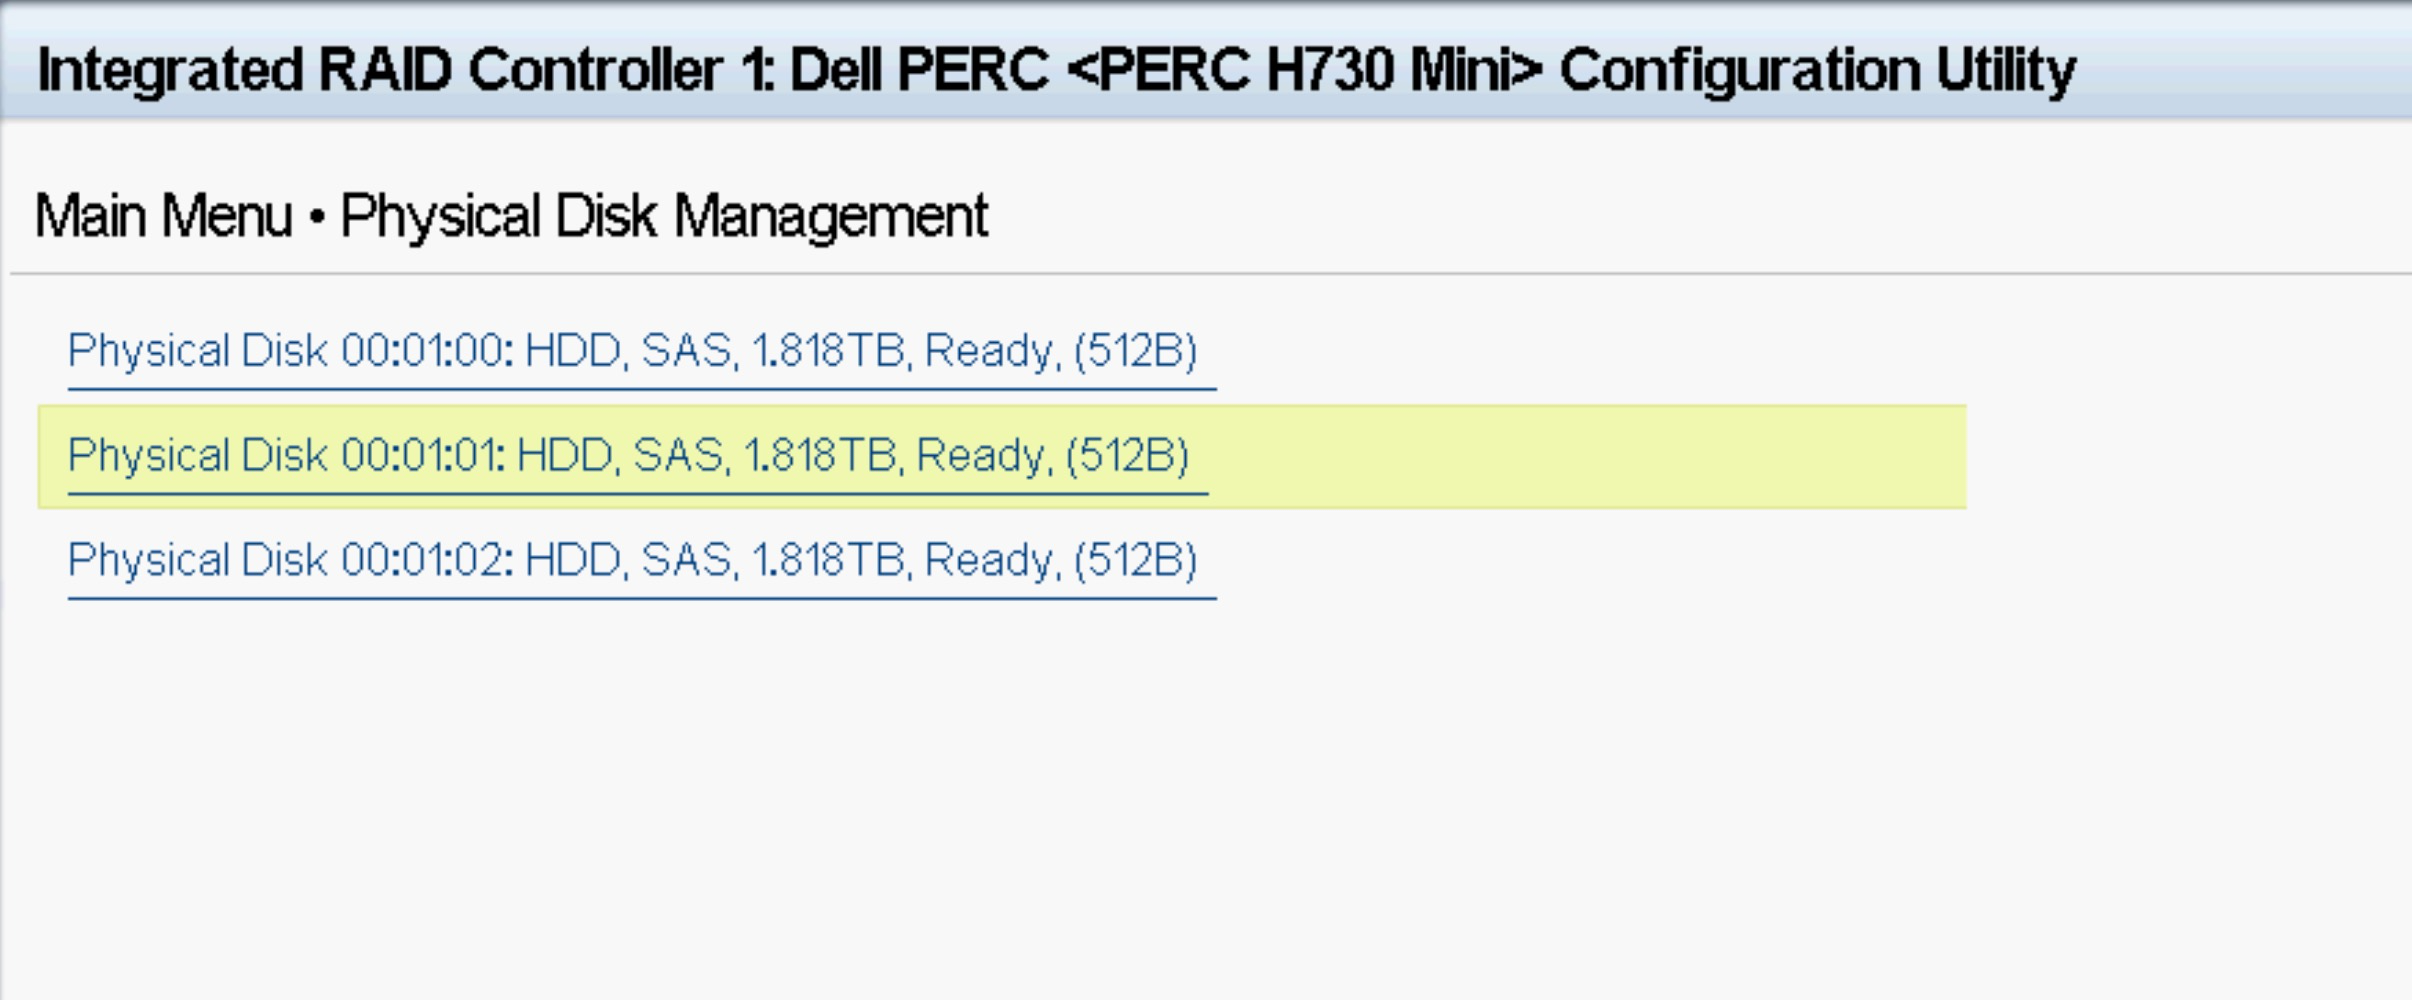 Integrated RAID Controller 1: Dell PERC <PERC H730 Mini> Configuration Utility
Main Menu • Physical Disk Management
Physical Disk 00:01:00: HDD, SAS, 1.818TB, Ready, (512B)
Physical Disk 00:01:01: HDD, SAS, 1.818TB, Ready, (512B)
Physical Disk 00:01:02: HDD, SAS, 1.818TB, Ready, (512B)